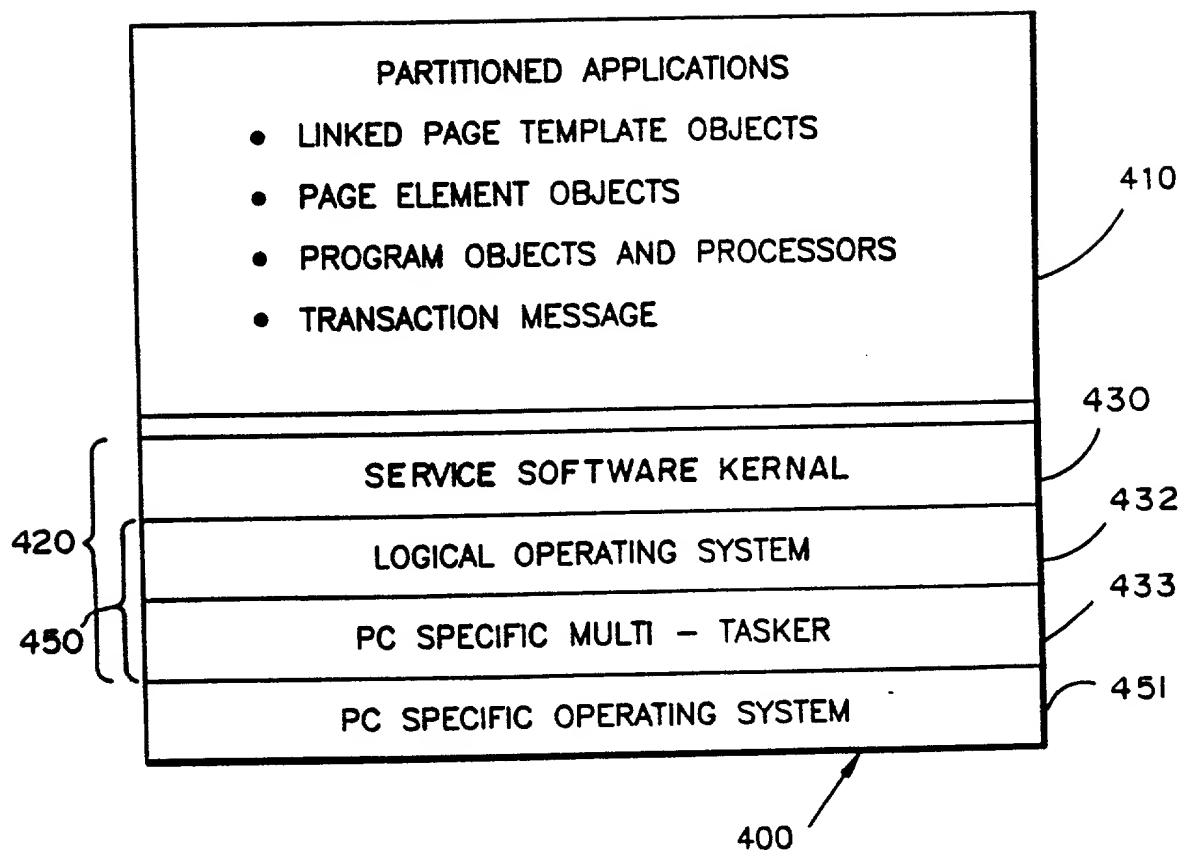 PARTITIONED APPLICATIONS
• LINKED PAGE TEMPLATE OBJECTS
• PAGE ELEMENT OBJECTS
• PROGRAM OBJECTS AND PROCESSORS
• TRANSACTION MESSAGE
410
430
SERVICE SOFTWARE KERNAL
420
432
LOGICAL OPERATING SYSTEM
433
450
PC SPECIFIC MULTI – TASKER
451
PC SPECIFIC OPERATING SYSTEM
400